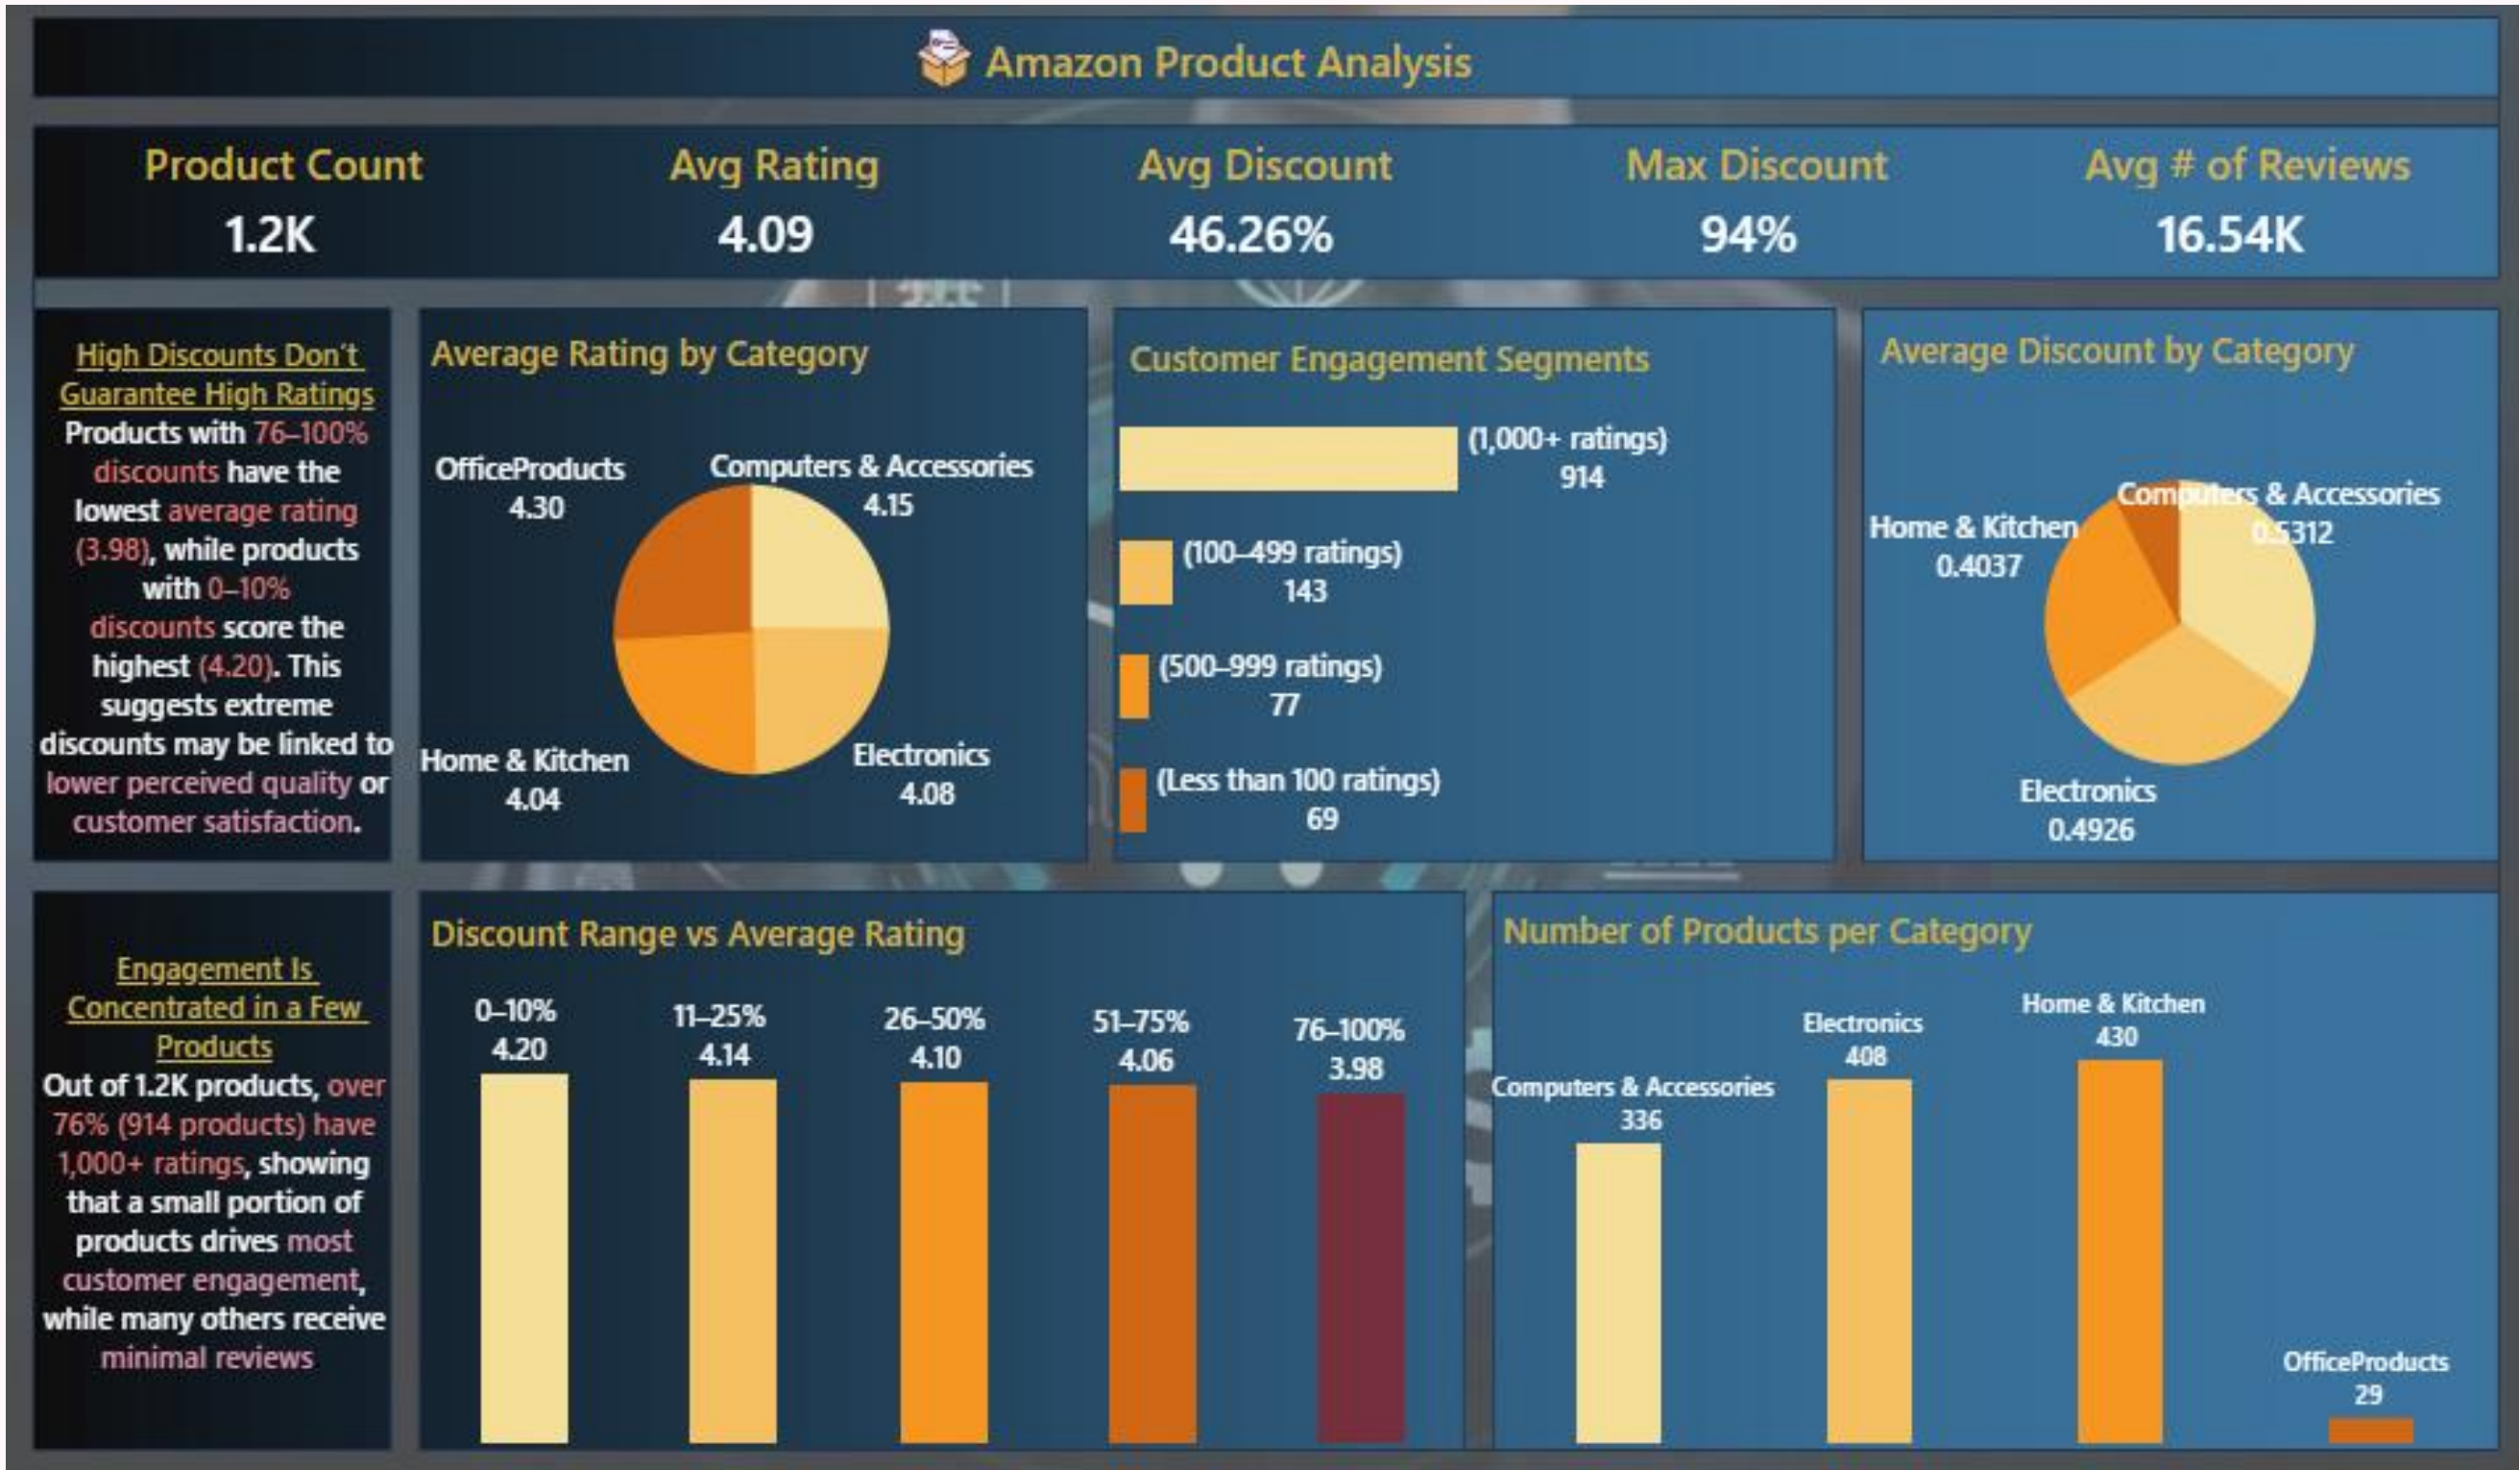 Amazon Product Analysis
Product Count
Avg Rating
Avg Discount
Max Discount
Avg # of Reviews
1.2K
4.09
46.26%
94%
16.54K
High Discounts Don't
Guarantee High Ratings
Products with 76–100%
discounts have the
lowest average rating
(3.98), while products
with 0–10%
discounts score the
highest (4.20). This
suggests extreme
discounts may be linked to
lower perceived quality or
customer satisfaction.
Average Rating by Category
OfficeProducts
4.30
Computers & Accessories
4.15
Home & Kitchen
4.04
Electronics
4.08
Customer Engagement Segments
(1,000+ ratings)
914
(100–499 ratings)
143
(500–999 ratings)
77
(Less than 100 ratings)
69
Average Discount by Category
Computers & Accessories
0.5312
Home & Kitchen
0.4037
Electronics
0.4926
Engagement Is
Concentrated in a Few
Products
Out of 1.2K products, over
76% (914 products) have
1,000+ ratings, showing
that a small portion of
products drives most
customer engagement,
while many others receive
minimal reviews
Discount Range vs Average Rating
0–10%
4.20
11–25%
4.14
26–50%
4.10
51–75%
4.06
76–100%
3.98
Number of Products per Category
Computers & Accessories
336
Electronics
408
Home & Kitchen
430
OfficeProducts
29